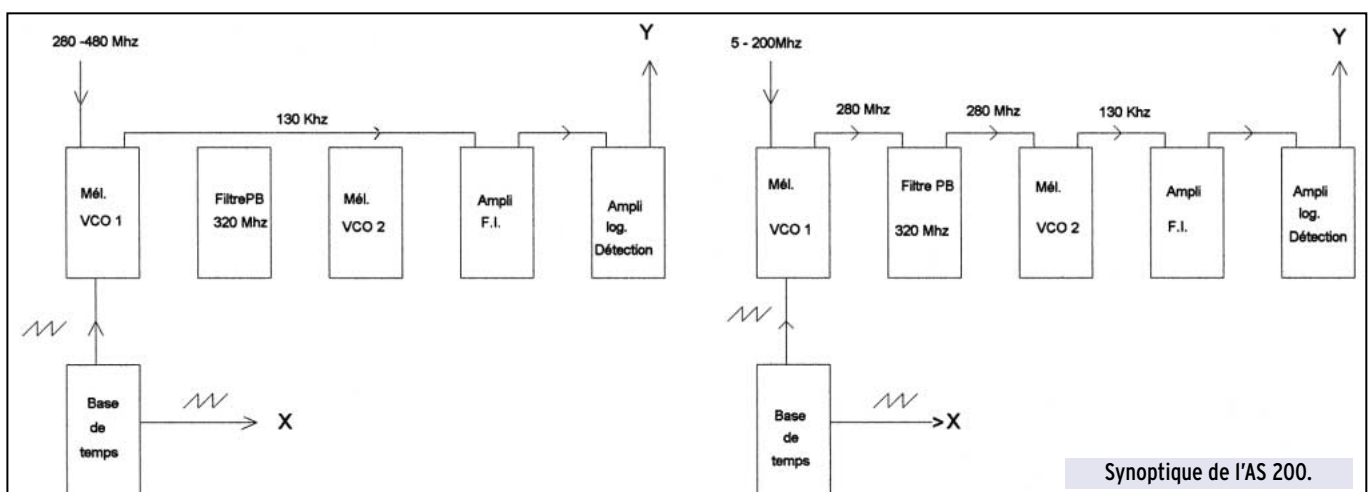 280 -480 Mhz
Y
130 Khz
Mél.
VCO 1
FiltrePB
320 Mhz
Mél.
VCO 2
Ampli
F.I.
Ampli
log.
Détection
Base
de
temps
X
5 - 200Mhz
Y
280 Mhz
280 Mhz
130 Khz
Mél.
VCO 1
Filtre PB
320 Mhz
Mél.
VCO 2
Ampli
F.I.
Ampli
log.
Détection
Base
de
temps
X
Synoptique de l'AS 200.